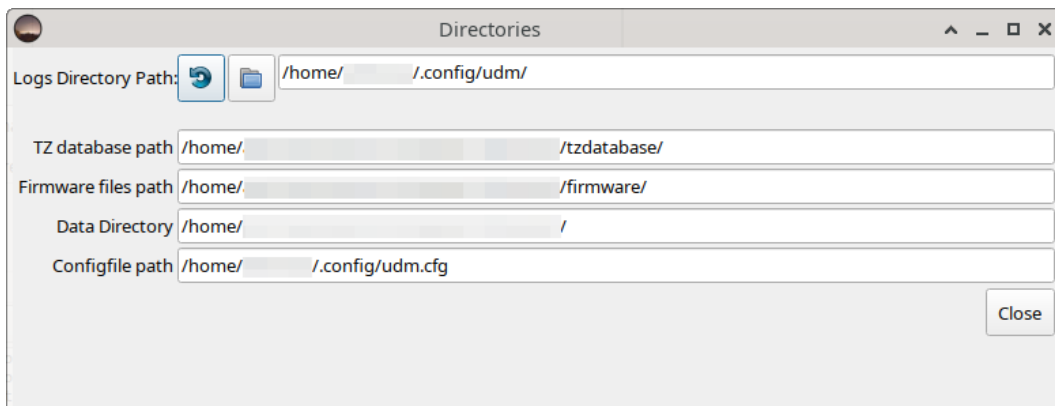 Directories
Logs Directory Path: /home/ /.config/udm/
TZ database path /home/ /tzdatabase/
Firmware files path /home/ /firmware/
Data Directory /home/ /
Configfile path /home/ /.config/udm.cfg
Close